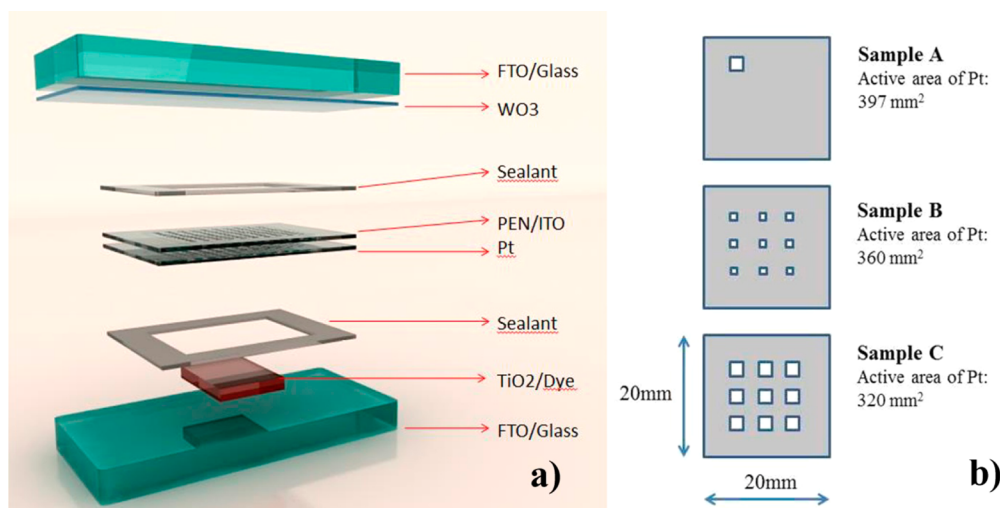 FTO/Glass
WO3
Sealant
PEN/ITO
Pt
Sealant
TiO2/Dye
FTO/Glass
a)
Sample A
Active area of Pt:
397 mm²
Sample B
Active area of Pt:
360 mm²
Sample C
Active area of Pt:
320 mm²
20mm
20mm
b)